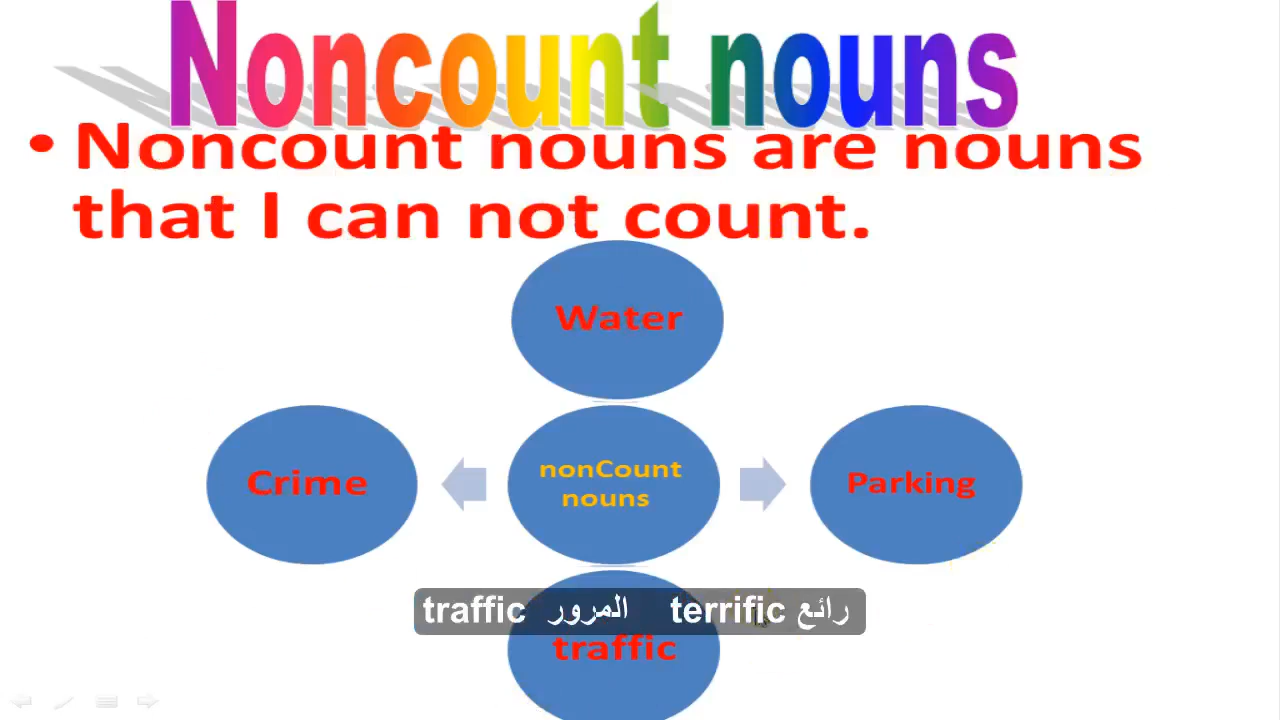 Noncount nouns
• Noncount nouns are nouns
that I can not count.
Water
Crime
nonCount
nouns
Parking
traffic المرور terrific رائع
traffic